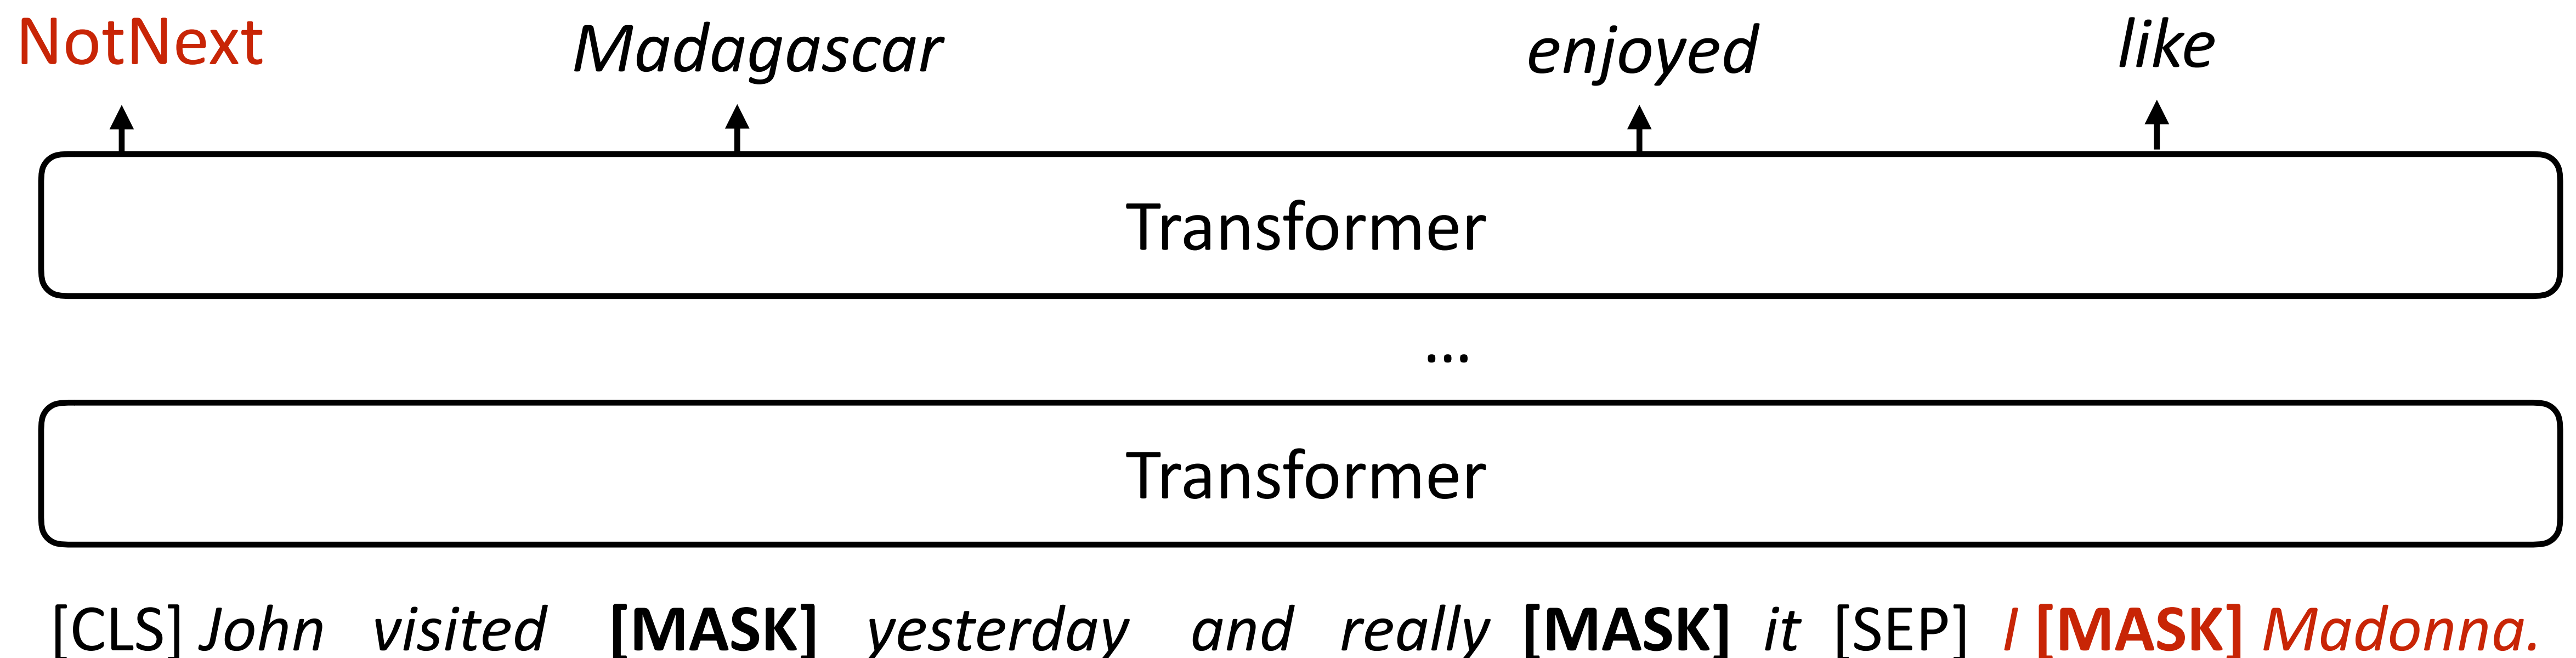 NotNext Madagascar enjoyed like
Transformer
...
Transformer
[CLS] John visited [MASK] yesterday and really [MASK] it [SEP] I [MASK] Madonna.